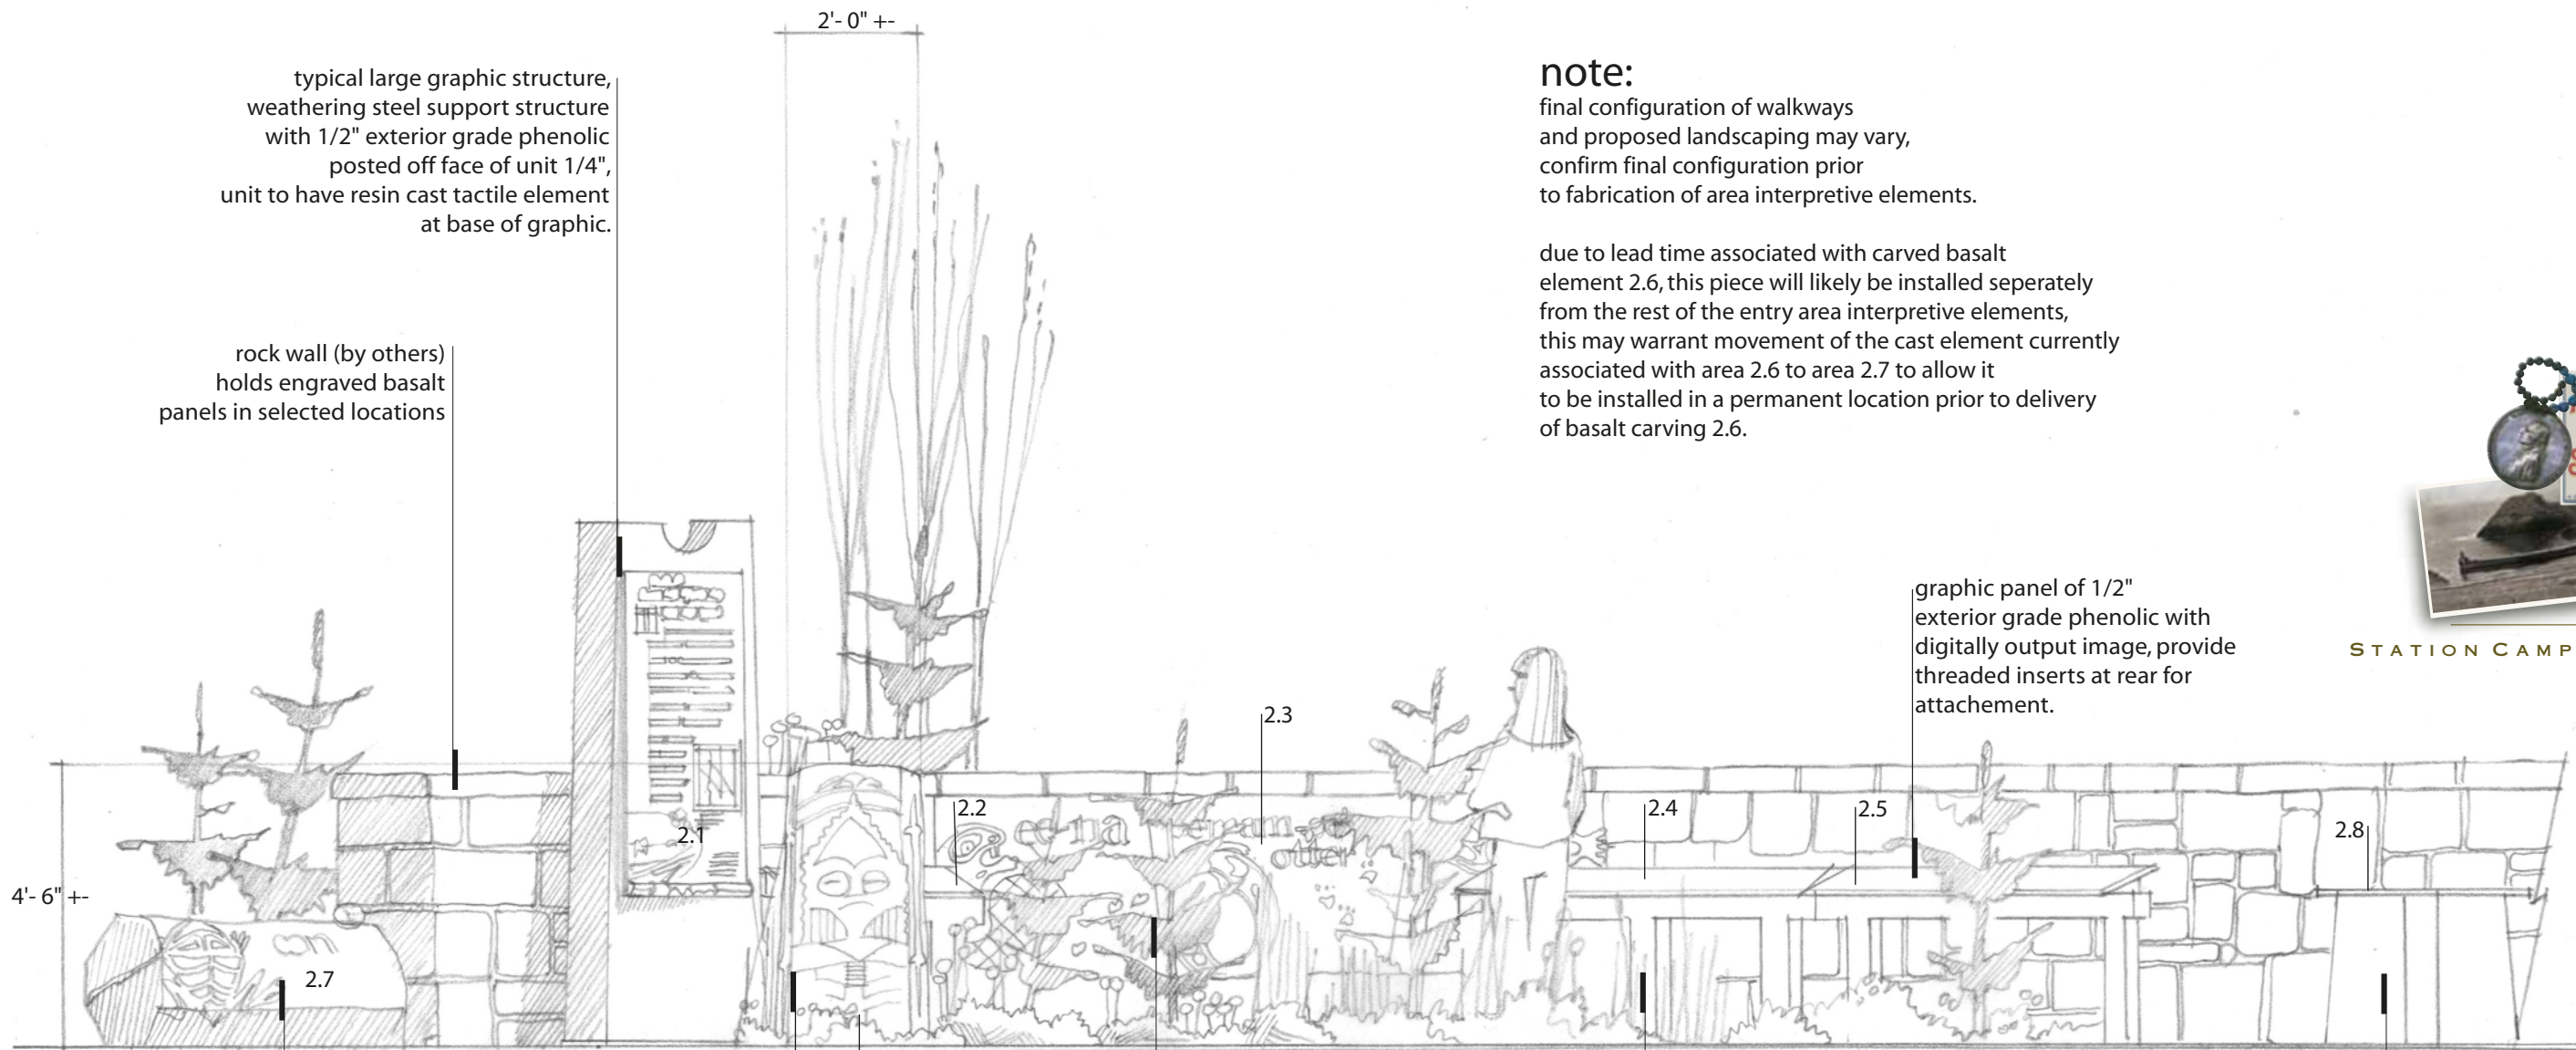 2'- 0" +-
typical large graphic structure,
weathering steel support structure
with 1/2" exterior grade phenolic
posted off face of unit 1/4",
unit to have resin cast tactile element
at base of graphic.
rock wall (by others)
holds engraved basalt
panels in selected locations
note:
final configuration of walkways
and proposed landscaping may vary,
confirm final configuration prior
to fabrication of area interpretive elements.
due to lead time associated with carved basalt
element 2.6, this piece will likely be installed seperately
from the rest of the entry area interpretive elements,
this may warrant movement of the cast element currently
associated with area 2.6 to area 2.7 to allow it
to be installed in a permanent location prior to delivery
of basalt carving 2.6.
graphic panel of 1/2"
exterior grade phenolic with
digitally output image, provide
threaded inserts at rear for
attachement.
STATION CAMP
2.3
2.2
2.4
2.5
2.8
2.1
otter
4'- 6" +-
2.7